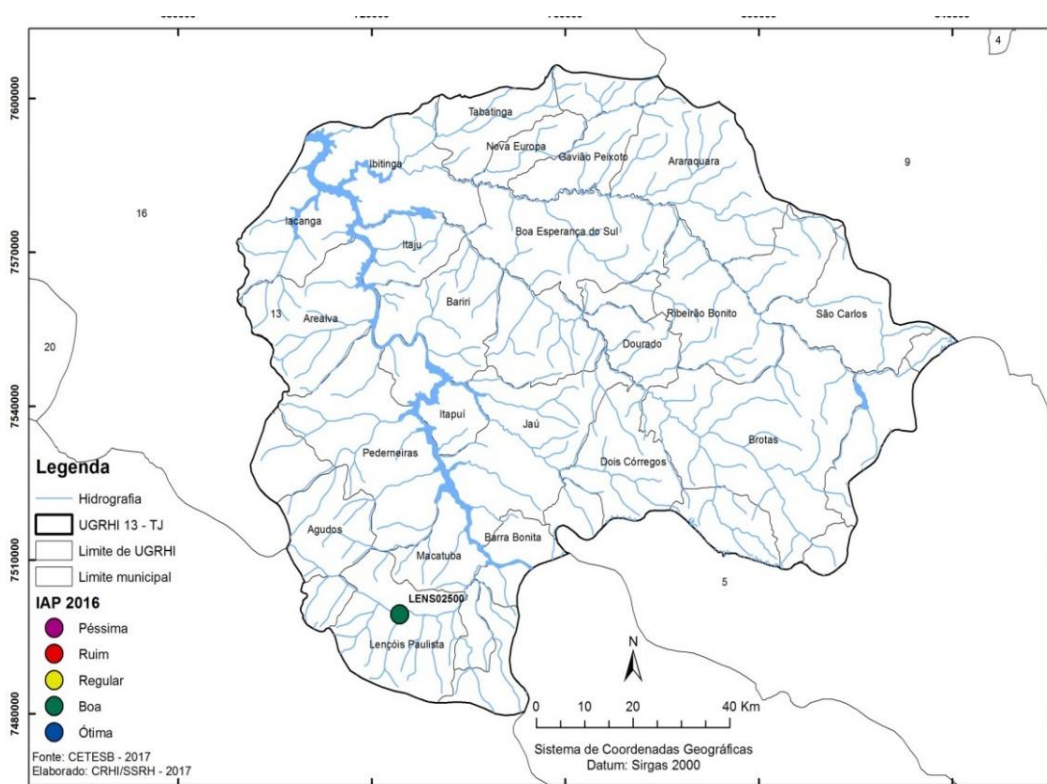 4
9
16
20
13
5
7600000
7570000
7540000
7510000
7480000
Tabatinga
Nova Europa
Gavião Peixoto
Araraquara
Ibitinga
Iacanga
Itaju
Boa Esperança do Sul
Bariri
Arealva
Ribeirão Bonito
São Carlos
Dourado
Itapuí
Jaú
Brotas
Pederneiras
Dois Córregos
Agudos
Barra Bonita
Macatuba
LENS02500
Lençóis Paulista
Legenda
Hidrografia
UGRHI 13 - TJ
Limite de UGRHI
Limite municipal
IAP 2016
Péssima
Ruim
Regular
Boa
Ótima
Fonte: CETESB - 2017
Elaborado: CRHI/SSRH - 2017
N
0 10 20 40 Km
Sistema de Coordenadas Geográficas
Datum: Sirgas 2000